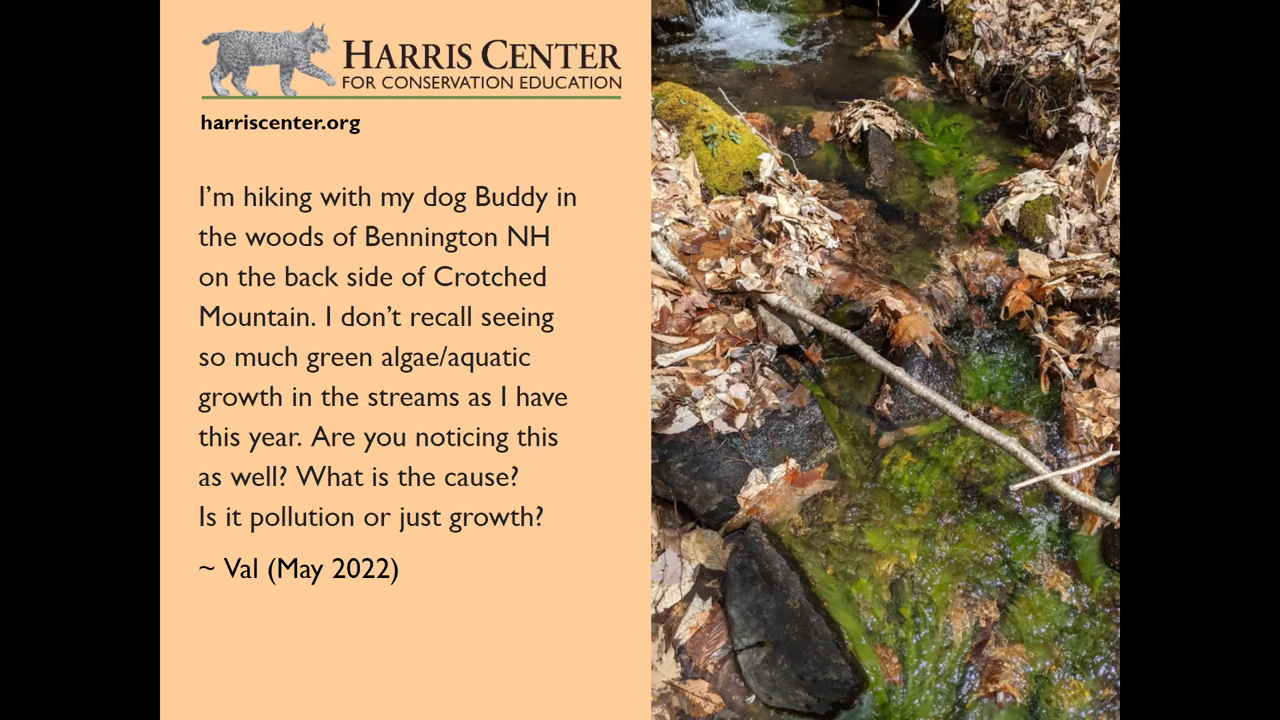 HARRIS CENTER
FOR CONSERVATION EDUCATION
harriscenter.org
I’m hiking with my dog Buddy in
the woods of Bennington NH
on the back side of Crotched
Mountain. I don’t recall seeing
so much green algae/aquatic
growth in the streams as I have
this year. Are you noticing this
as well? What is the cause?
Is it pollution or just growth?
~ Val (May 2022)